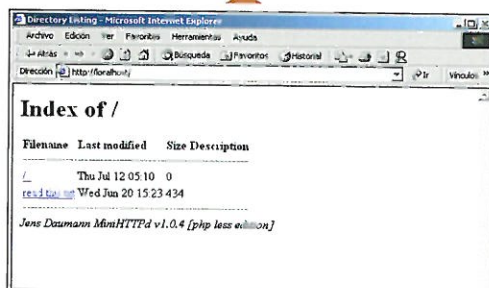 Directory Listing - Microsoft Internet Explorer
Archivo Edición Ver Favoritos Herramientas Ayuda
Atrás Búsqueda Favoritos Historial
Dirección Ir Vínculos »
Index of /
Filename Last modified Size Description
/ Thu Jul 12 05:10 0
Wed Jun 20 15:23 434
Jens Daumann MiniHTTPd v1.0.4 [php less edition]